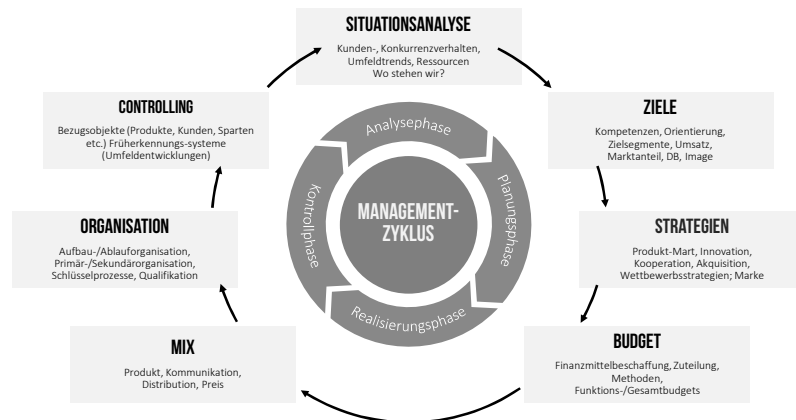 SITUATIONSANALYSE
Kunden-, Konkurrenzverhalten,
Umfeldtrends, Ressourcen
Wo stehen wir?
ZIELE
Kompetenzen, Orientierung,
Zielsegmente, Umsatz,
Marktanteil, DB, Image
STRATEGIEN
Produkt-Mart, Innovation,
Kooperation, Akquisition,
Wettbewerbsstrategien; Marke
BUDGET
Finanzmittelbeschaffung, Zuteilung,
Methoden,
Funktions-/Gesamtbudgets
MIX
Produkt, Kommunikation,
Distribution, Preis
ORGANISATION
Aufbau-/Ablauforganisation,
Primär-/Sekundärorganisation,
Schlüsselprozesse, Qualifikation
CONTROLLING
Bezugsobjekte (Produkte, Kunden, Sparten
etc.) Früherkennungs-systeme
(Umfeldentwicklungen)
Analysephase
Planungsphase
Realisierungsphase
Kontrollphase
MANAGEMENT-
ZYKLUS